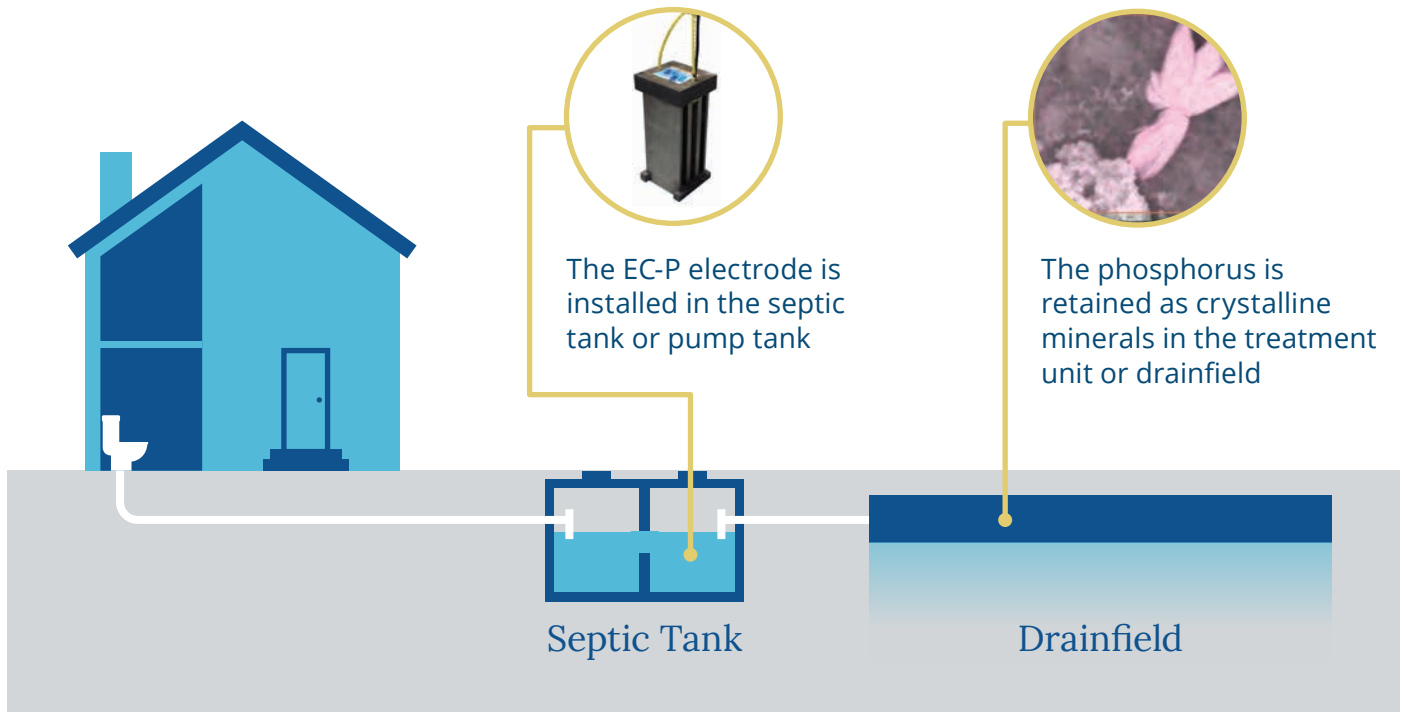 The EC-P electrode is
installed in the septic
tank or pump tank
The phosphorus is
retained as crystalline
minerals in the treatment
unit or drainfield
Septic Tank
Drainfield